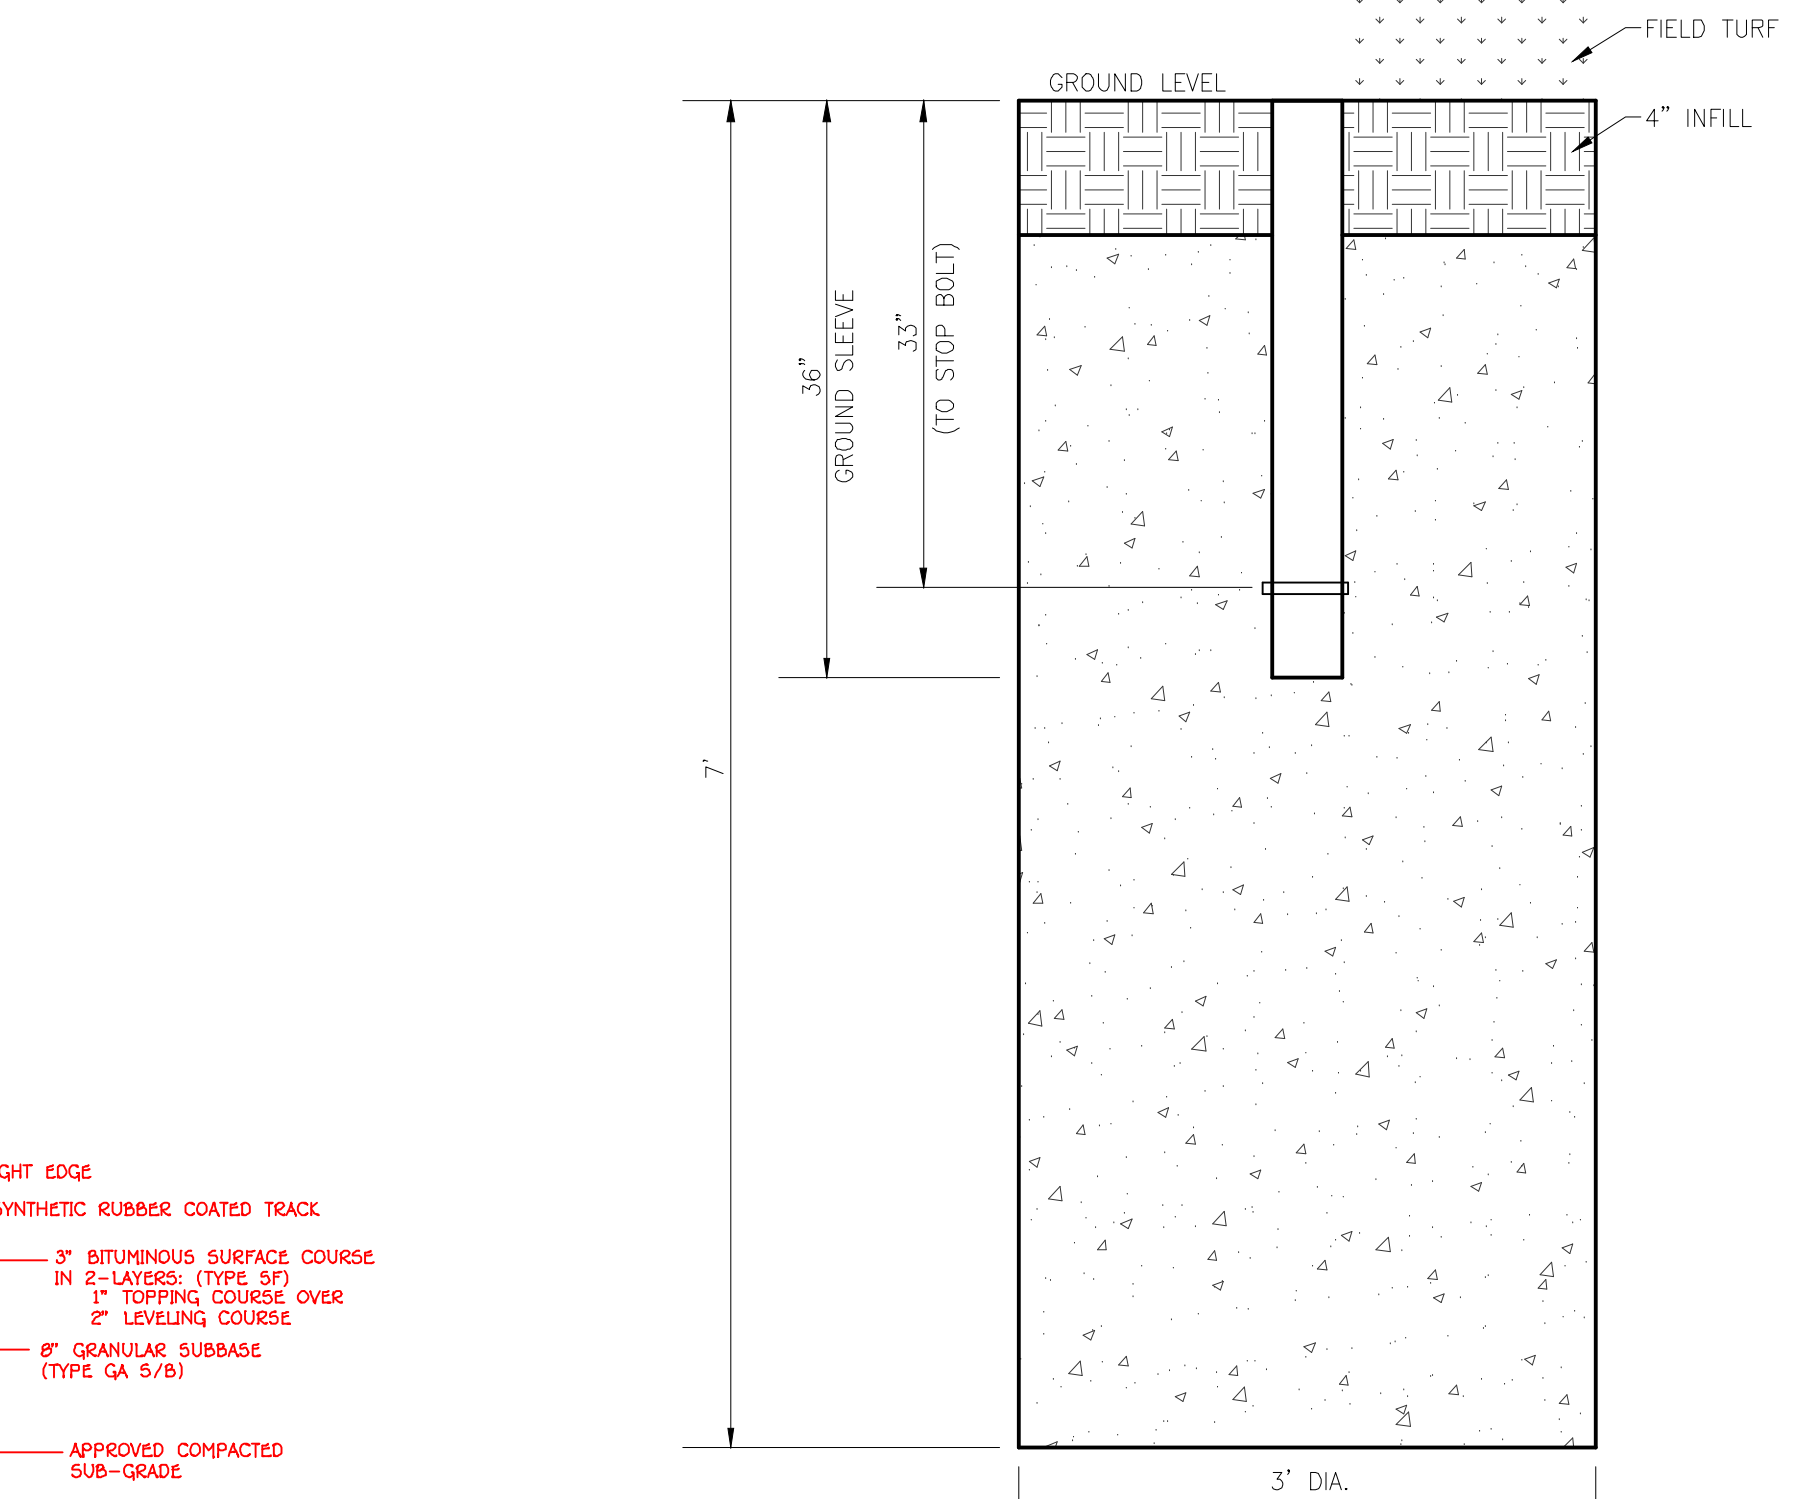 FIELD TURF
GROUND LEVEL
4” INFILL
36”
GROUND SLEEVE
33”
(TO STOP BOLT)
7’
GHT EDGE
SYNTHETIC RUBBER COATED TRACK
3" BITUMINOUS SURFACE COURSE
IN 2-LAYERS: (TYPE SF)
1" TOPPING COURSE OVER
2" LEVELING COURSE
8" GRANULAR SUBBASE
(TYPE GA S/B)
APPROVED COMPACTED
SUB-GRADE
3’ DIA.